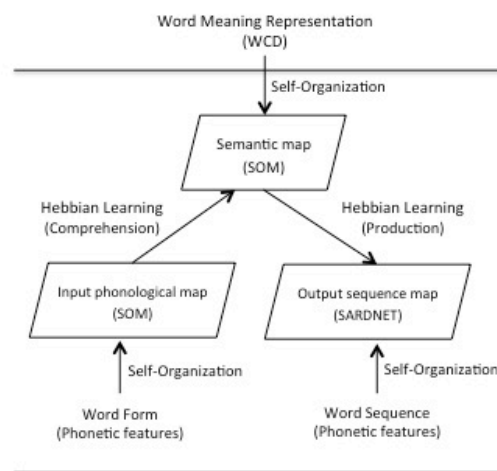 Word Meaning Representation
(WCD)
Self-Organization
Semantic map
(SOM)
Hebbian Learning
(Comprehension)
Hebbian Learning
(Production)
Input phonological map
(SOM)
Output sequence map
(SARDNET)
Self-Organization
Self-Organization
Word Form
(Phonetic features)
Word Sequence
(Phonetic features)